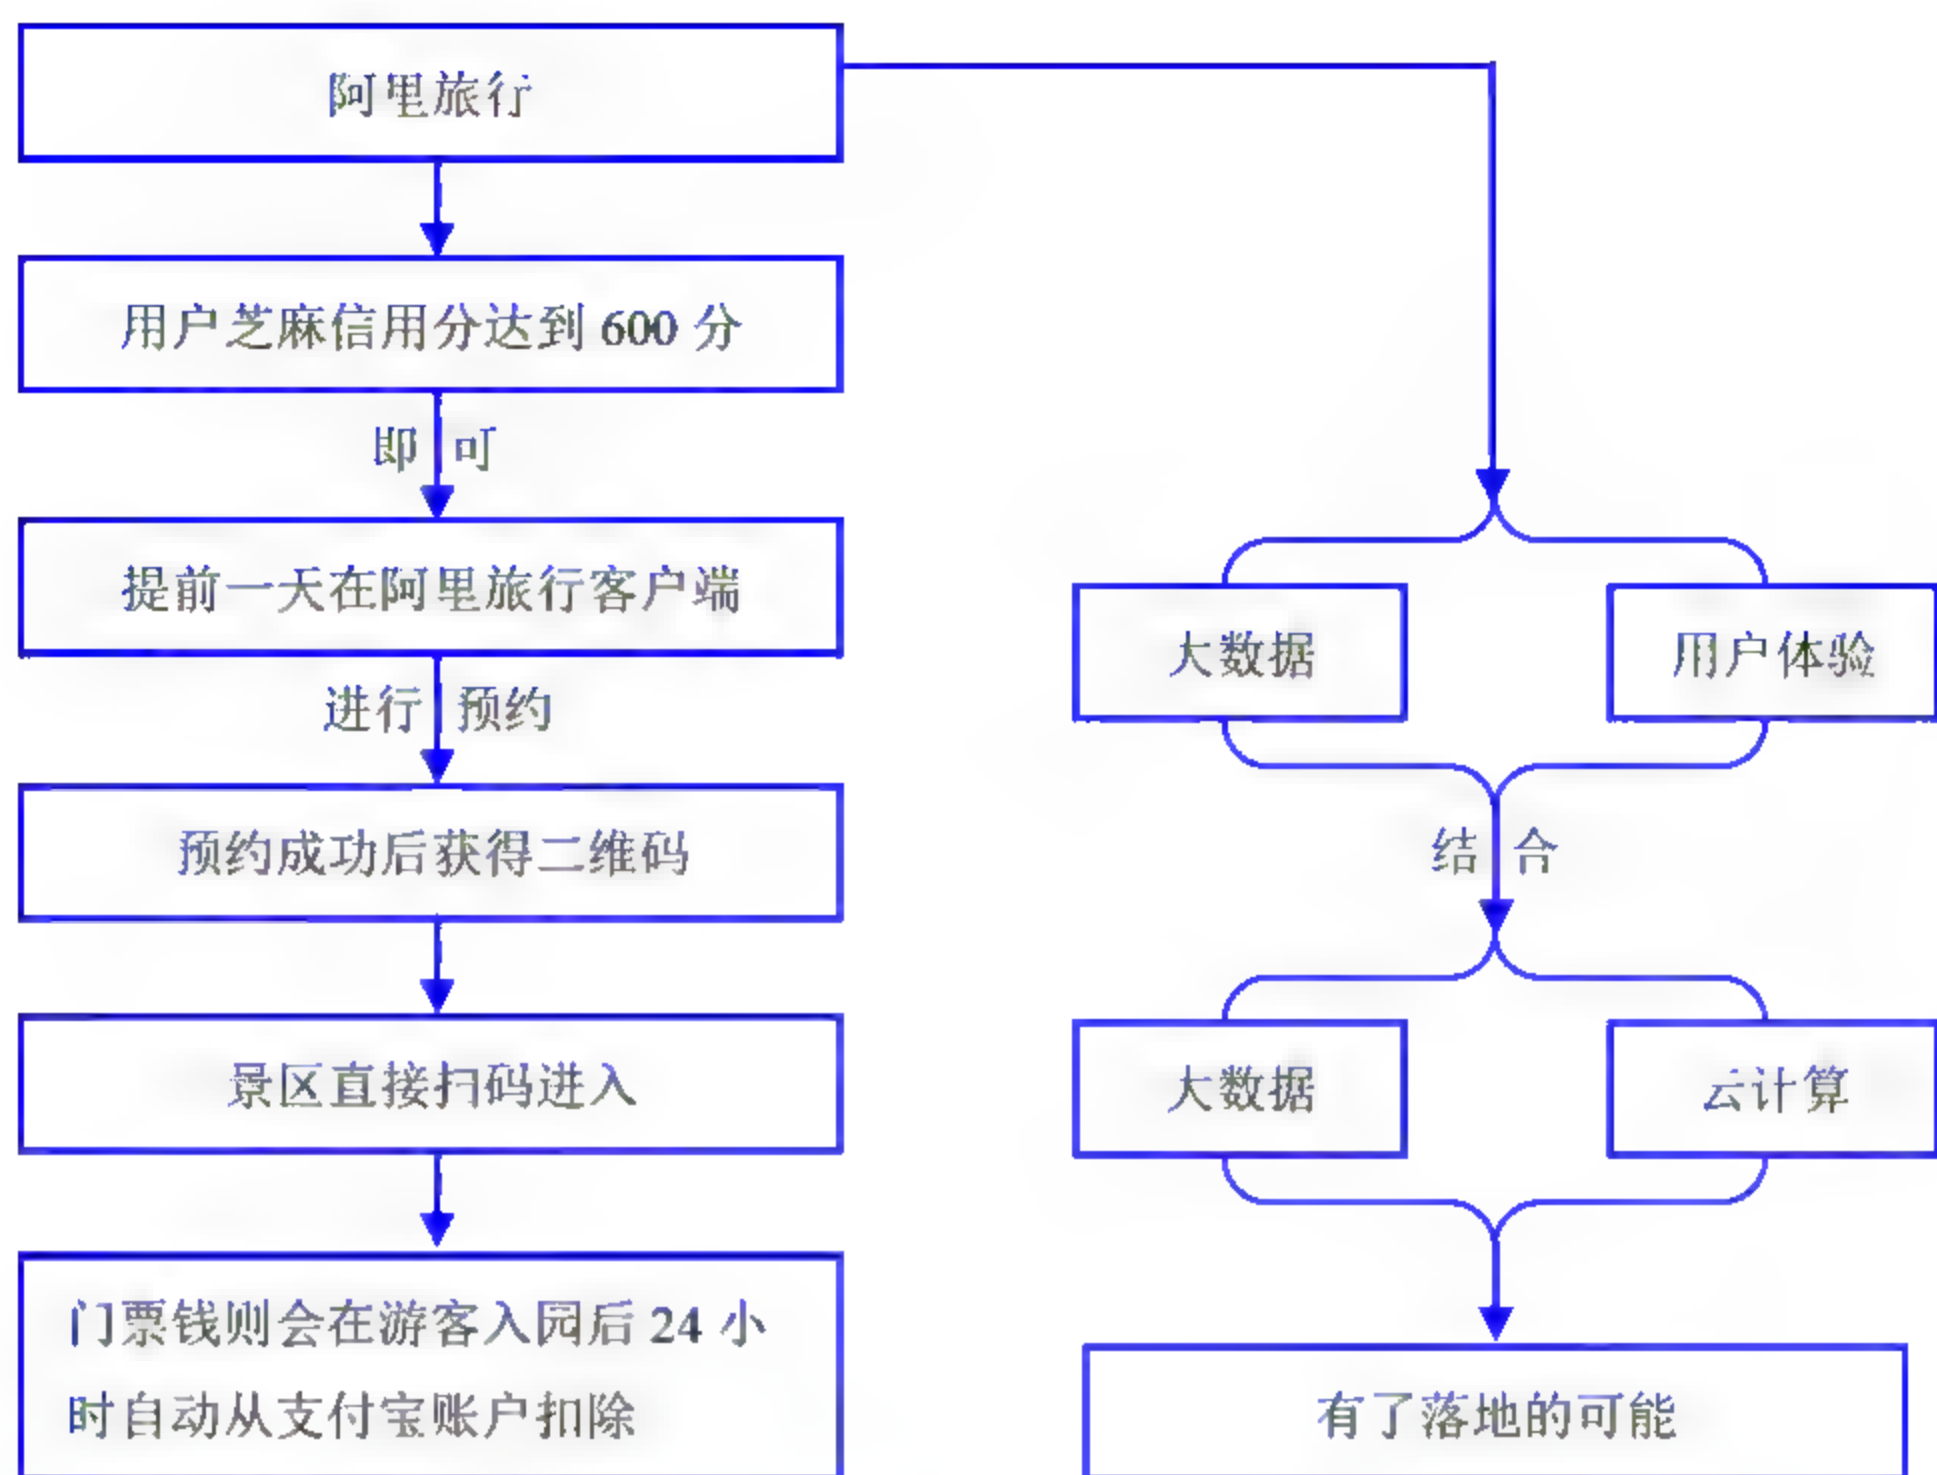 阿里旅行
用户芝麻信用分达到 600 分
即可
提前一天在阿里旅行客户端
进行预约
预约成功后获得二维码
景区直接扫码进入
门票钱则会在游客入园后 24 小
时自动从支付宝账户扣除
大数据
用户体验
结合
大数据
云计算
有了落地的可能